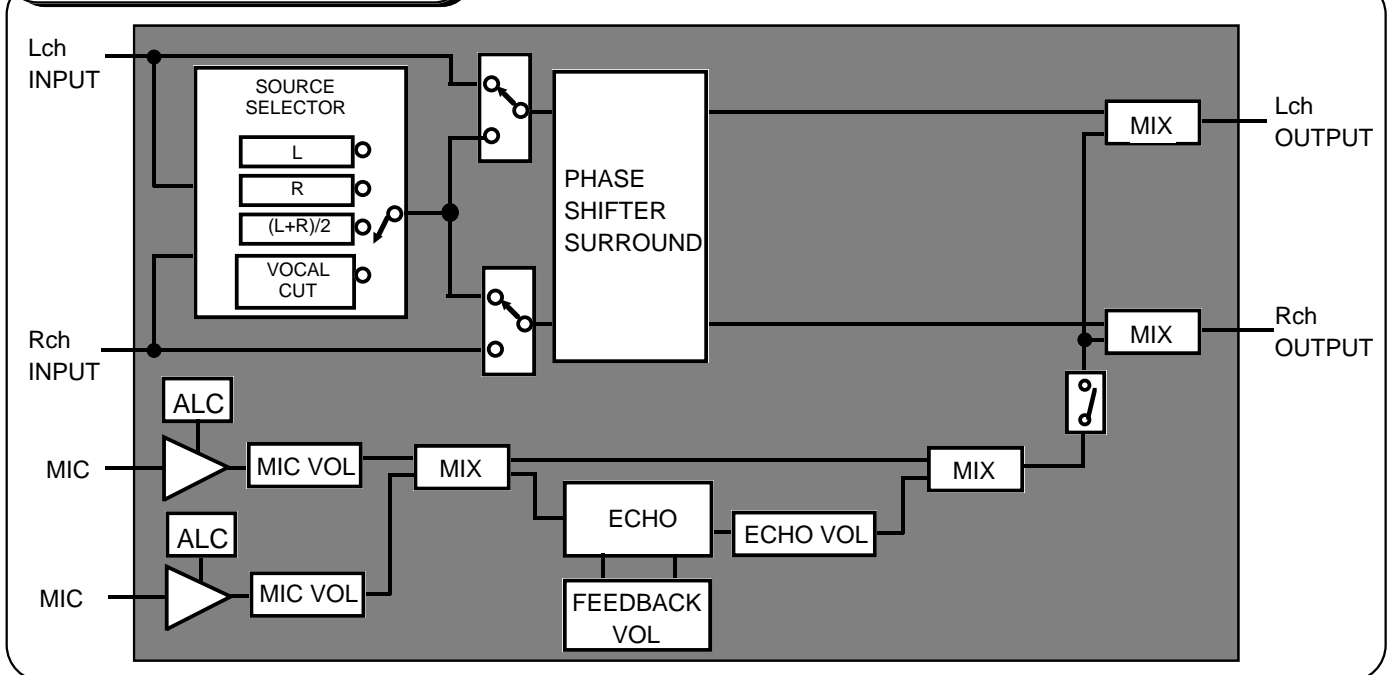 Lch
INPUT
SOURCE
SELECTOR
L
R
(L+R)/2
VOCAL
CUT
Rch
INPUT
PHASE
SHIFTER
SURROUND
MIX
Lch
OUTPUT
MIX
Rch
OUTPUT
ALC
MIC
MIC VOL
MIX
MIX
ECHO
ECHO VOL
FEEDBACK
VOL
ALC
MIC
MIC VOL